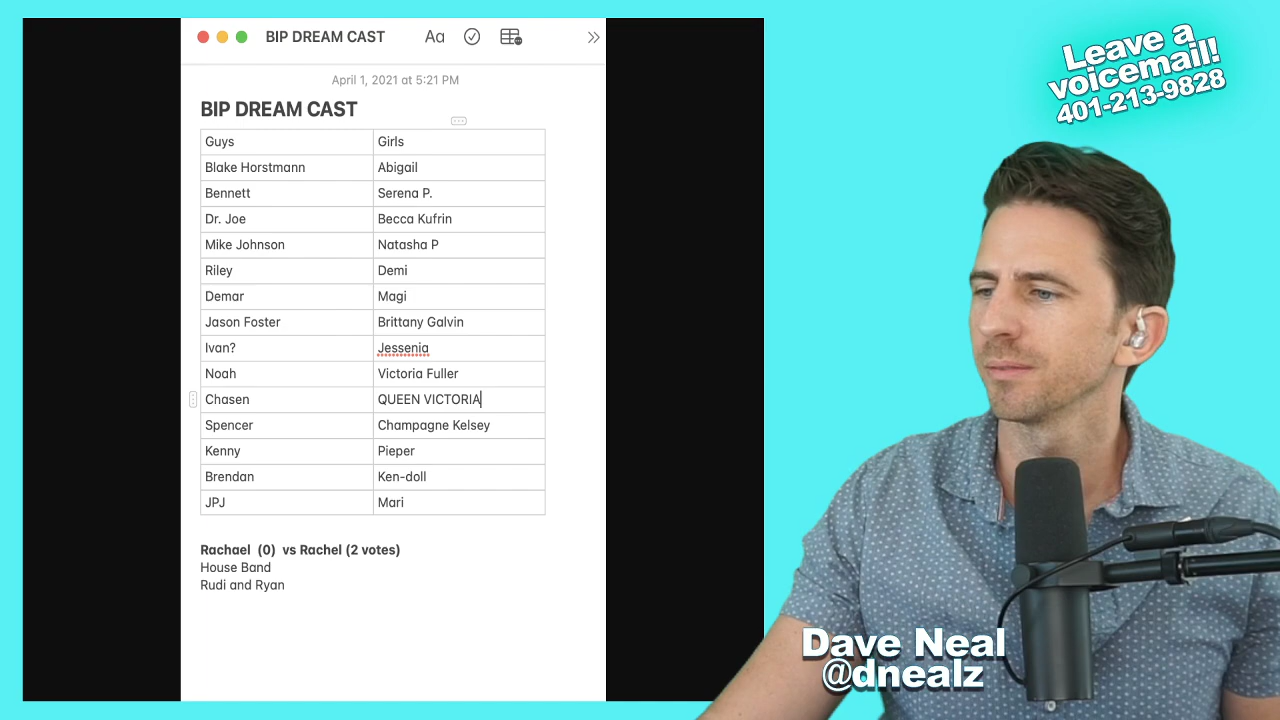 BIP DREAM CAST
Aa
April 1, 2021 at 5:21 PM
BIP DREAM CAST
Guys Girls
Blake Horstmann Abigail
Bennett Serena P.
Dr. Joe Becca Kufrin
Mike Johnson Natasha P
Riley Demi
Demar Magi
Jason Foster Brittany Galvin
Ivan? Jessenia
Noah Victoria Fuller
Chasen QUEEN VICTORIA
Spencer Champagne Kelsey
Kenny Pieper
Brendan Ken-doll
JPJ Mari
Rachael (0) vs Rachel (2 votes)
House Band
Rudi and Ryan
Leave a
voicemail!
401-213-9828
Dave Neal
@dnealz